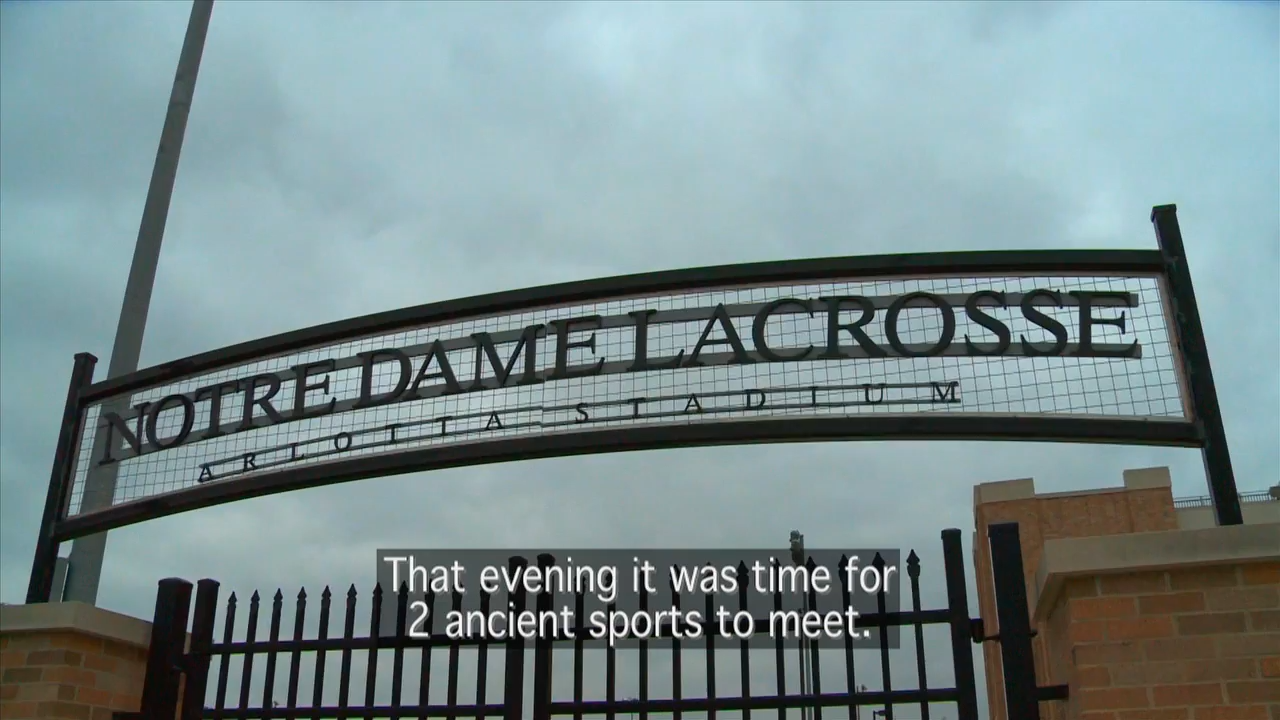 NOTRE DAME LACROSSE
ARLOTTA STADIUM
That evening it was time for
2 ancient sports to meet.